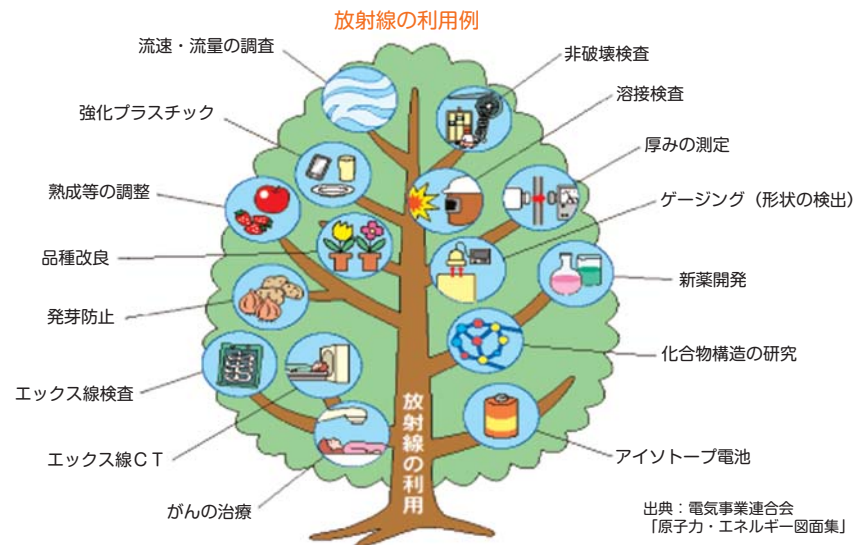 放射線の利用例
流速・流量の調査
強化プラスチック
熟成等の調整
品種改良
発芽防止
エックス線検査
エックス線CT
がんの治療
非破壊検査
溶接検査
厚みの測定
ゲージング（形状の検出）
新薬開発
化合物構造の研究
アイソトープ電池
放射線の利用
出典：電気事業連合会
「原子力・エネルギー図面集」